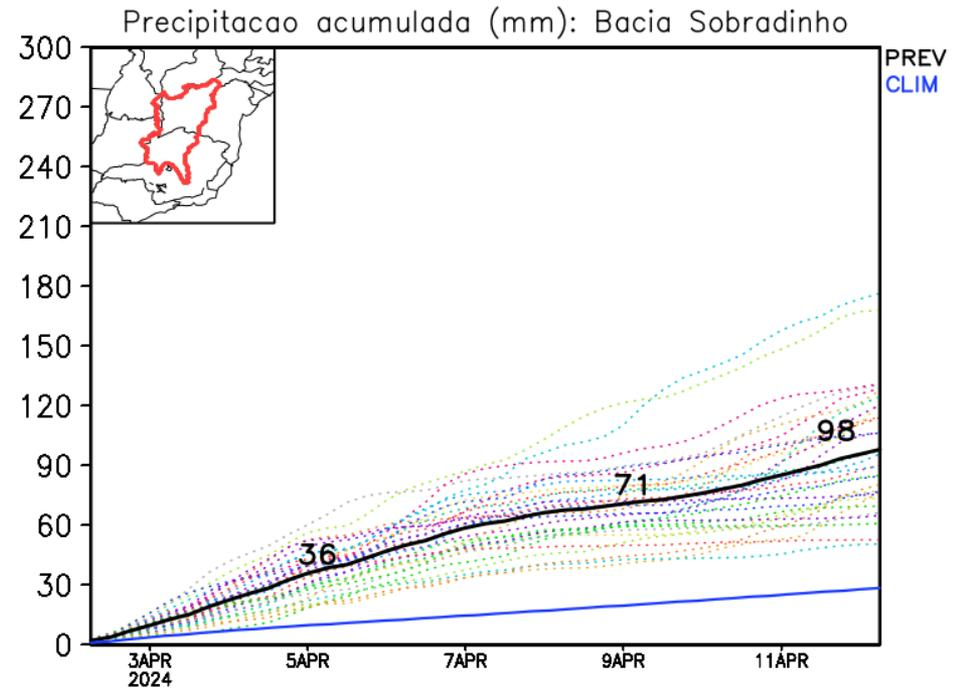 Precipitacao acumulada (mm): Bacia Sobradinho
300
270
240
210
180
150
120
90
60
30
0
PREV
CLIM
36
71
98
3APR
2024
5APR
7APR
9APR
11APR